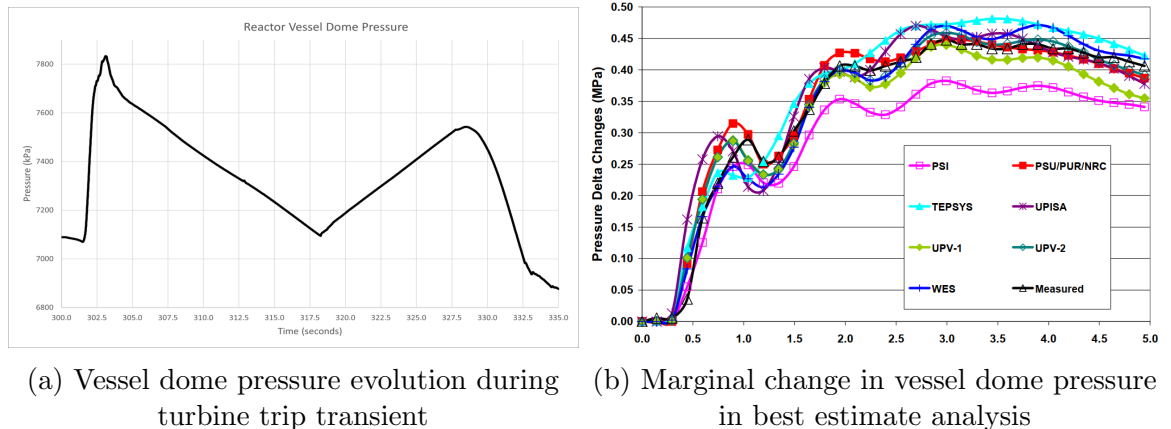 Reactor Vessel Dome Pressure
7800
7600
7400
7200
7000
6800
Pressure (kPa)
300.0 302.5 305.0 307.5 310.0 312.5 315.0 317.5 320.0 322.5 325.0 327.5 330.0 332.5 335.0
Time (seconds)
(a) Vessel dome pressure evolution during
turbine trip transient
0.50
0.45
0.40
0.35
0.30
0.25
0.20
0.15
0.10
0.05
0.00
Pressure Delta Changes (MPa)
PSI PSU/PUR/NRC
TEPSYS UPISA
UPV-1 UPV-2
WES Measured
0.0 0.5 1.0 1.5 2.0 2.5 3.0 3.5 4.0 4.5 5.0
(b) Marginal change in vessel dome pressure
in best estimate analysis